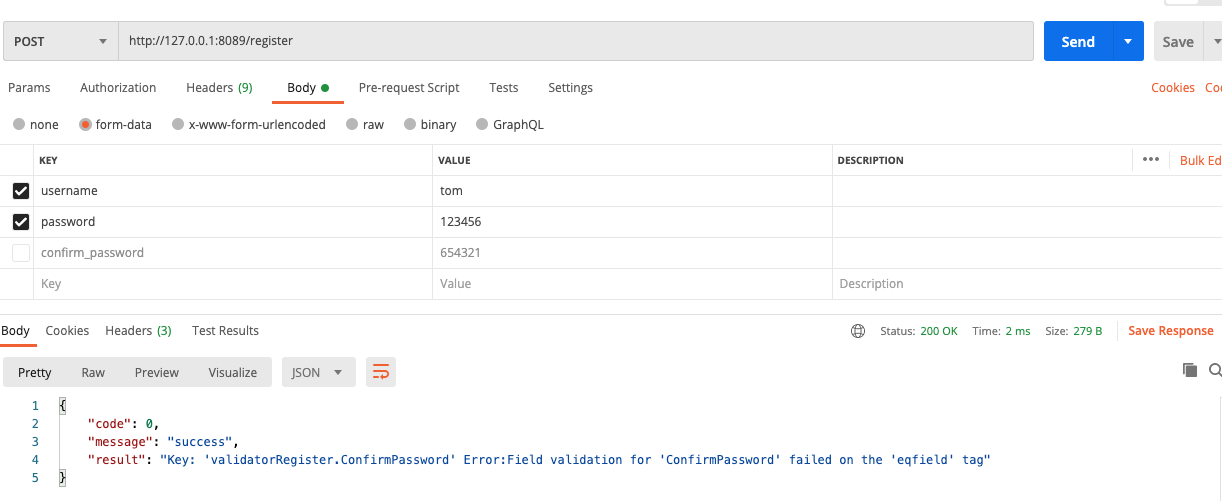 POST http://127.0.0.1:8089/register Send Save
Params Authorization Headers (9) Body Pre-request Script Tests Settings Cookies
none form-data x-www-form-urlencoded raw binary GraphQL
KEY VALUE DESCRIPTION ••• Bulk Ed
username tom
password 123456
confirm_password 654321
Key Value Description
Body Cookies Headers (3) Test Results Status: 200 OK Time: 2 ms Size: 279 B Save Response
Pretty Raw Preview Visualize JSON
1 {
2 "code": 0,
3 "message": "success",
4 "result": "Key: 'validatorRegister.ConfirmPassword' Error:Field validation for 'ConfirmPassword' failed on the 'eqfield' tag"
5 }